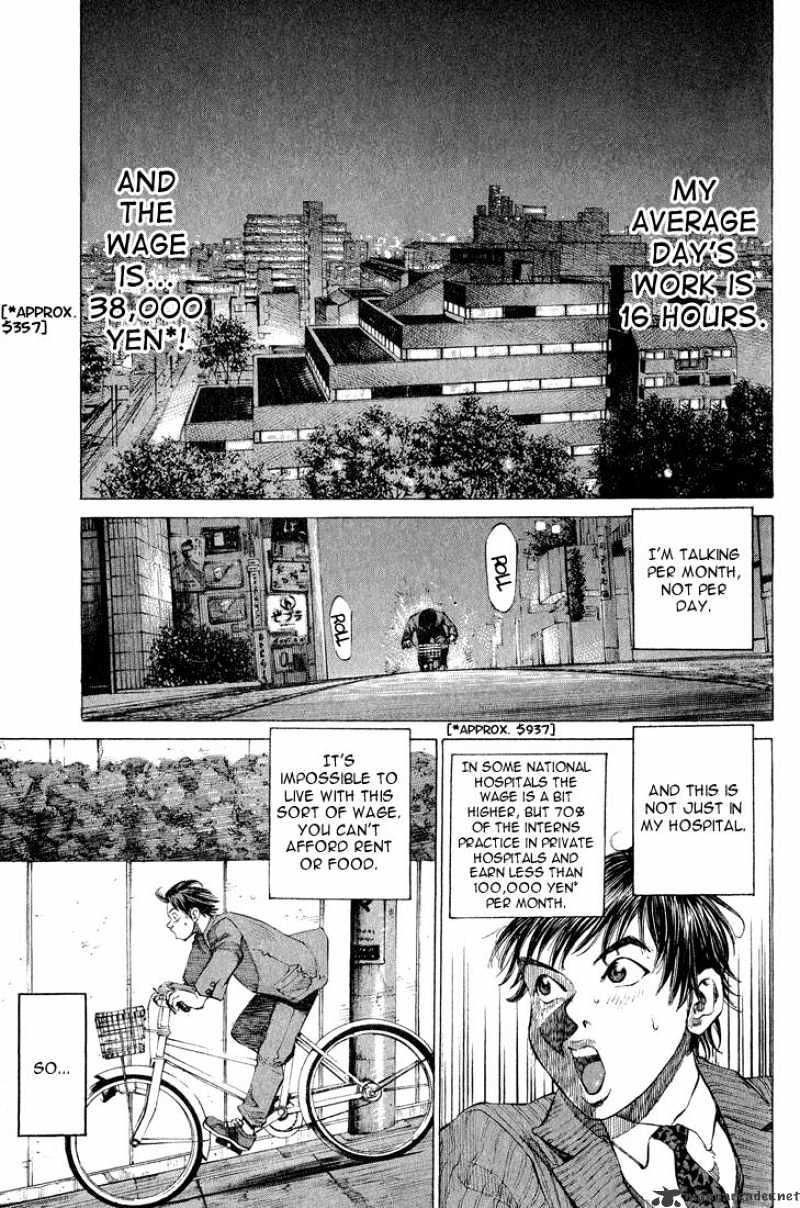 MY
AVERAGE
DAY'S
WORK IS
16 HOURS.
AND
THE
WAGE
IS...
38,000
YEN*!
[*APPROX.
$357]
I'M TALKING
PER MONTH,
NOT PER
DAY.
ROLL
ROLL
ゼブラ
AND THIS IS
NOT JUST IN
MY HOSPITAL.
[*APPROX. $937]
IN SOME NATIONAL
HOSPITALS THE
WAGE IS A BIT
HIGHER, BUT 70%
OF THE INTERNS
PRACTICE IN PRIVATE
HOSPITALS AND
EARN LESS THAN
100,000 YEN*
PER MONTH.
IT'S
IMPOSSIBLE TO
LIVE WITH THIS
SORT OF WAGE.
YOU CAN'T
AFFORD RENT
OR FOOD.
SO...